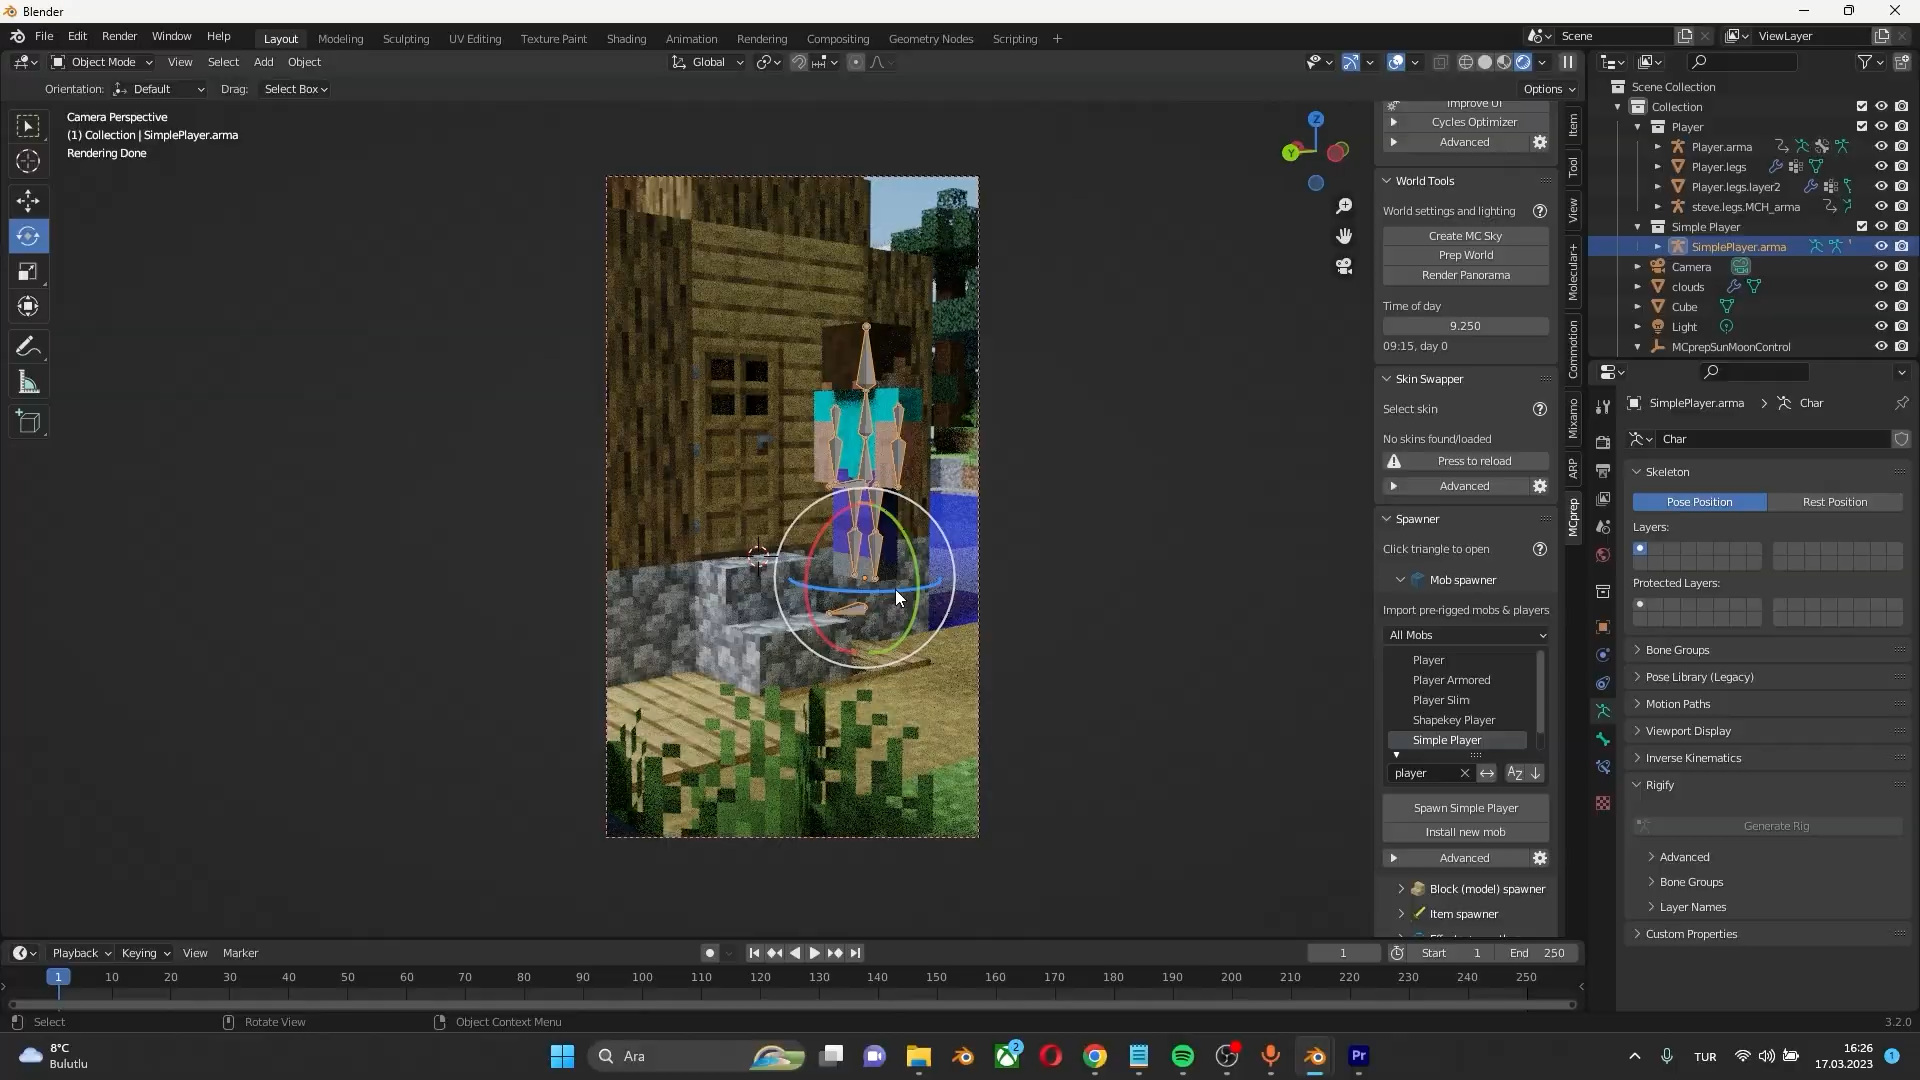 Blender
File Edit Render Window Help
Layout Modeling Sculpting UV Editing Texture Paint Shading Animation Rendering Compositing Geometry Nodes Scripting +
Scene
ViewLayer
Object Mode View Select Add Object
Global
Orientation: Default Drag: Select Box
Options
Camera Perspective
(1) Collection | SimplePlayer.arma
Rendering Done
Z
Y
Improve UI
Cycles Optimizer
Advanced
World Tools
World settings and lighting
Create MC Sky
Prep World
Render Panorama
Time of day
9.250
09:15, day 0
Skin Swapper
Select skin
No skins found/loaded
Press to reload
Advanced
Spawner
Click triangle to open
Mob spawner
Import pre-rigged mobs & players
All Mobs
Player
Player Armored
Player Slim
Shapekey Player
Simple Player
player
Spawn Simple Player
Install new mob
Advanced
Block (model) spawner
Item spawner
Item
Tool
View
Molecular+
Commotion
Mixamo
ARP
MCprep
Scene Collection
Collection
Player
Player.arma
Player.legs
Player.legs.layer2
steve.legs.MCH_arma
Simple Player
SimplePlayer.arma
Camera
clouds
Cube
Light
MCprepSunMoonControl
SimplePlayer.arma > Char
Char
Skeleton
Pose Position Rest Position
Layers:
Protected Layers:
Bone Groups
Pose Library (Legacy)
Motion Paths
Viewport Display
Inverse Kinematics
Rigify
Generate Rig
Advanced
Bone Groups
Layer Names
Custom Properties
Playback Keying View Marker
1 Start 1 End 250
1 10 20 30 40 50 60 70 80 90 100 110 120 130 140 150 160 170 180 190 200 210 220 230 240 250
Select Rotate View Object Context Menu
3.2.0
8°C
Bulutlu
Ara
2
Pr
TUR
16:26
17.03.2023
1